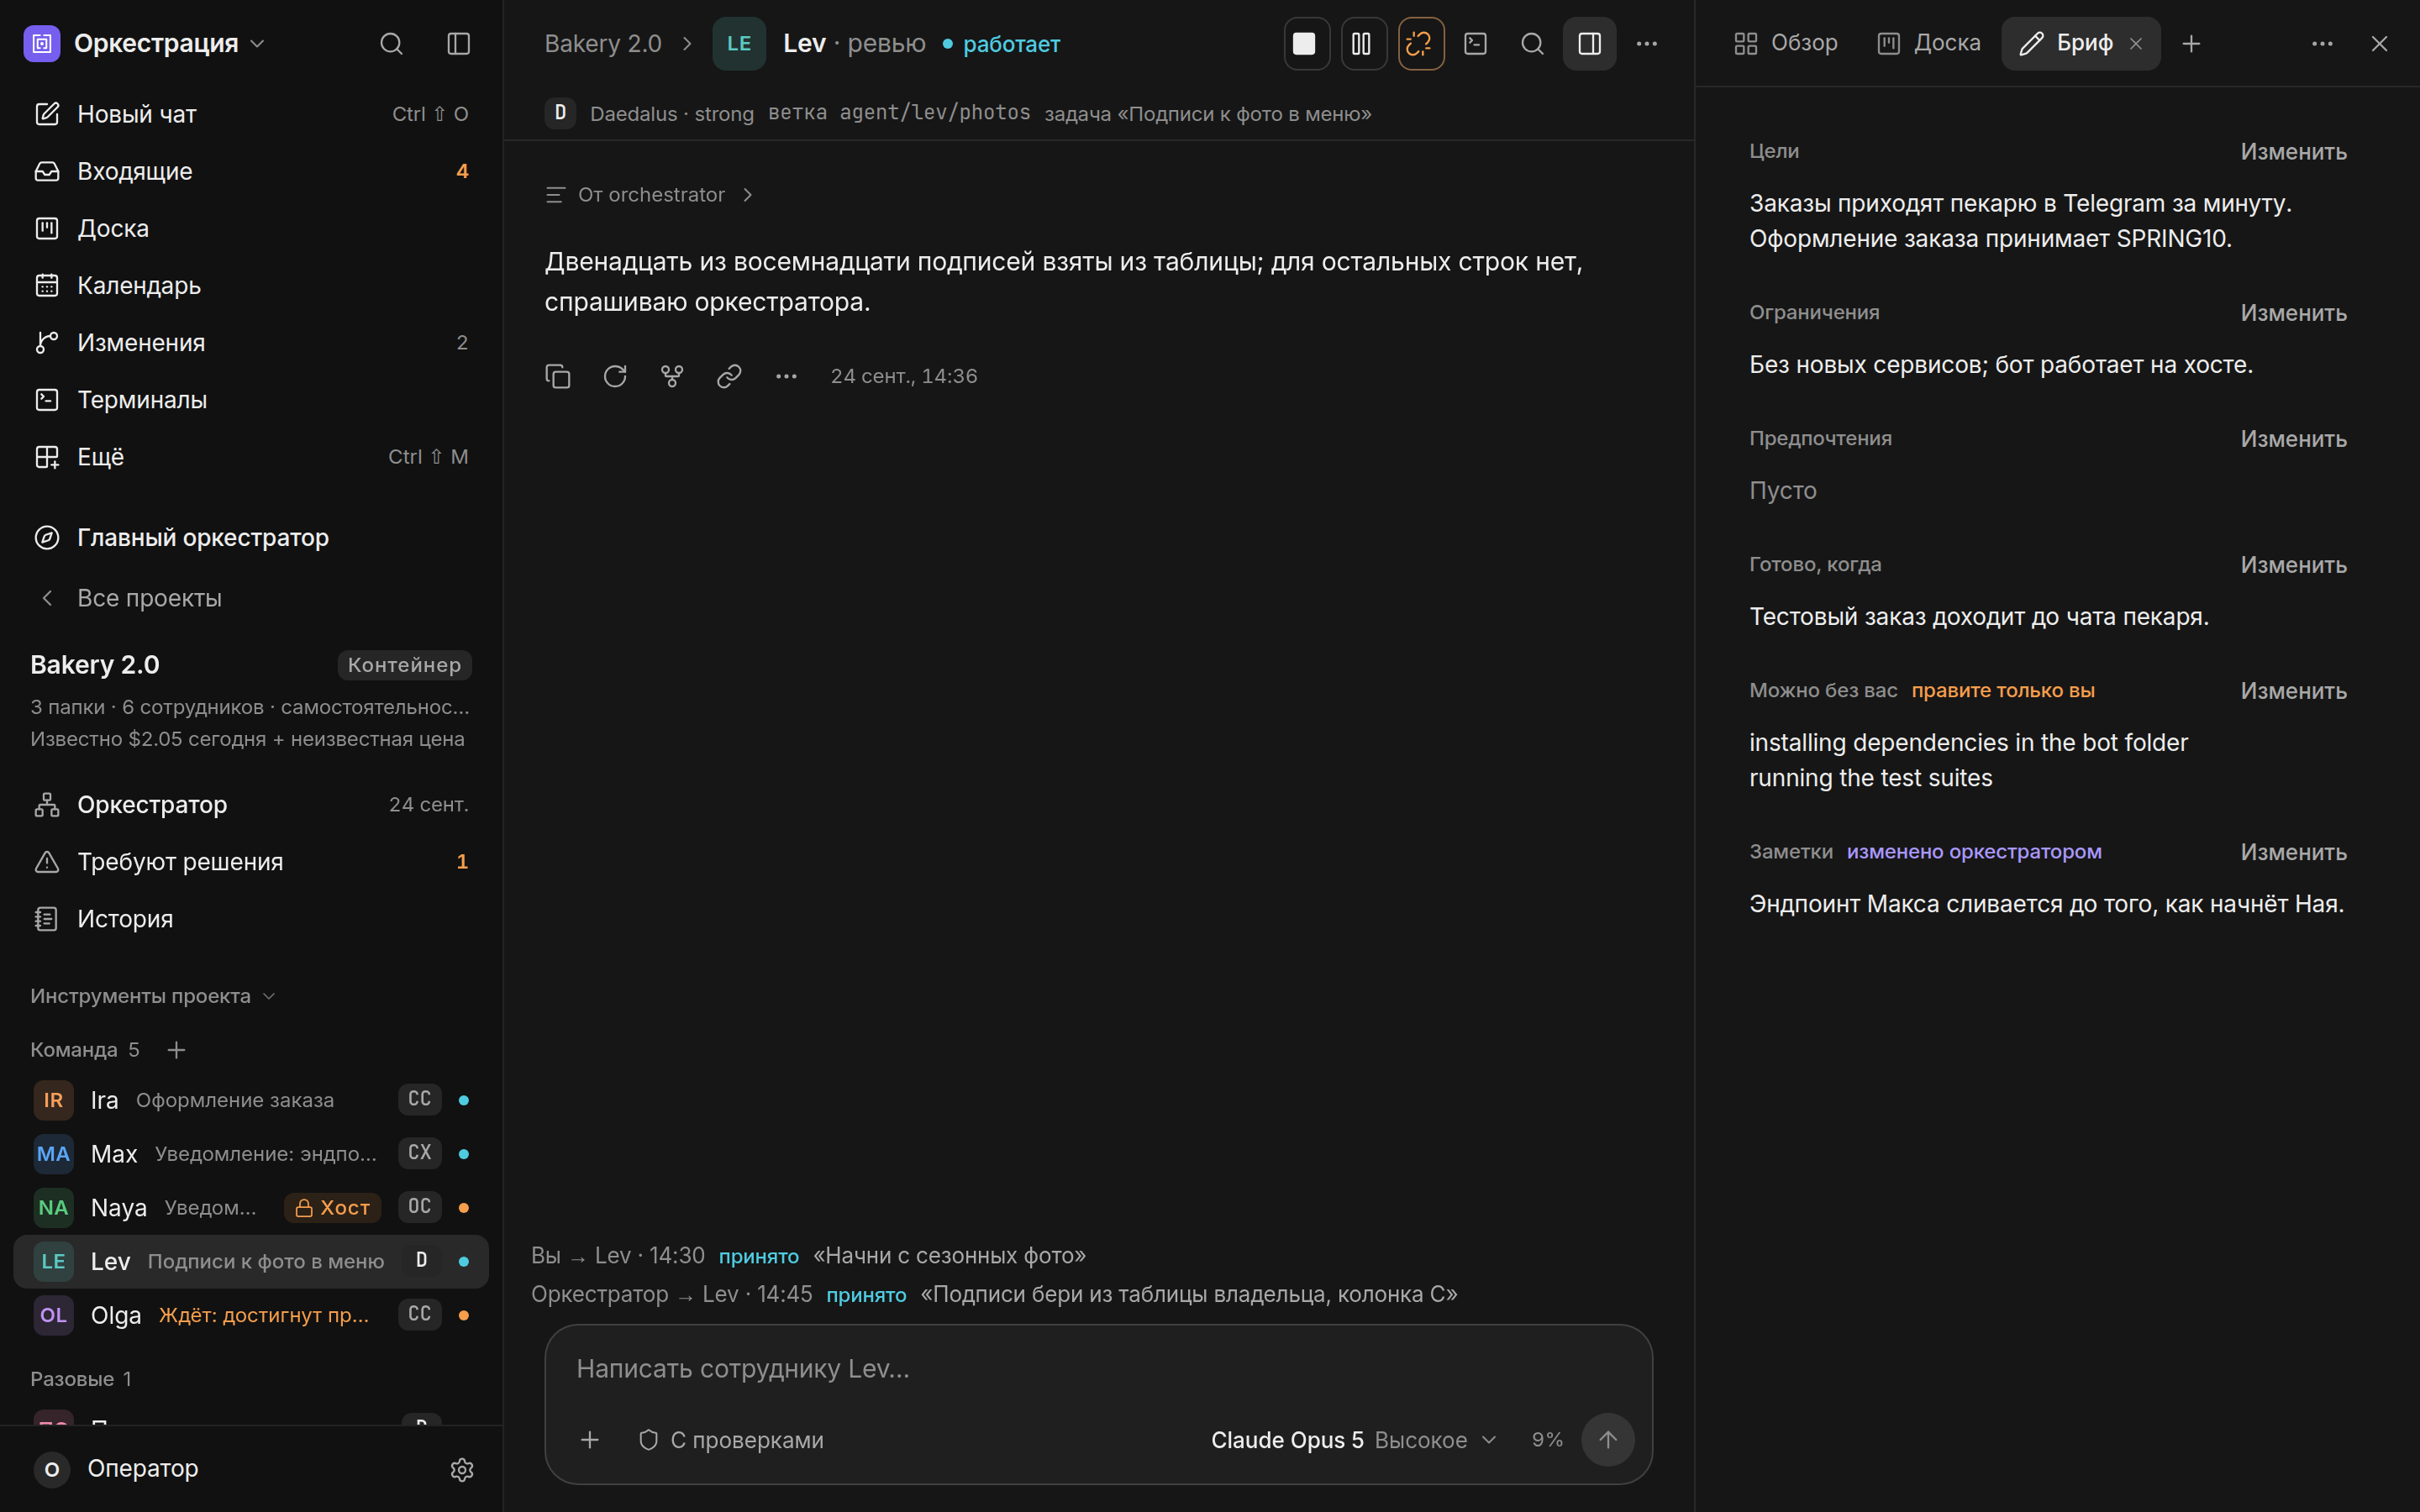 Оркестрация
Новый чат Ctrl ⇧ O
Входящие 4
Доска
Календарь
Изменения 2
Терминалы
Ещё Ctrl ⇧ M
Главный оркестратор
Все проекты
Bakery 2.0 Контейнер
3 папки · 6 сотрудников · самостоятельнос...
Известно $2.05 сегодня + неизвестная цена
Оркестратор 24 сент.
Требуют решения 1
История
Инструменты проекта
Команда 5
IR Ira Оформление заказа CC
MA Max Уведомление: эндпо... CX
NA Naya Уведом... Хост OC
LE Lev Подписи к фото в меню D
OL Olga Ждёт: достигнут пр... CC
Разовые 1
O Оператор
Bakery 2.0 LE Lev · ревью работает
D Daedalus · strong ветка agent/lev/photos задача «Подписи к фото в меню»
От orchestrator
Двенадцать из восемнадцати подписей взяты из таблицы; для остальных строк нет,
спрашиваю оркестратора.
24 сент., 14:36
Вы → Lev · 14:30 принято «Начни с сезонных фото»
Оркестратор → Lev · 14:45 принято «Подписи бери из таблицы владельца, колонка C»
Написать сотруднику Lev...
С проверками Claude Opus 5 Высокое 9%
Обзор Доска Бриф
Цели Изменить
Заказы приходят пекарю в Telegram за минуту.
Оформление заказа принимает SPRING10.
Ограничения Изменить
Без новых сервисов; бот работает на хосте.
Предпочтения Изменить
Пусто
Готово, когда Изменить
Тестовый заказ доходит до чата пекаря.
Можно без вас правите только вы Изменить
installing dependencies in the bot folder
running the test suites
Заметки изменено оркестратором Изменить
Эндпоинт Макса сливается до того, как начнёт Ная.